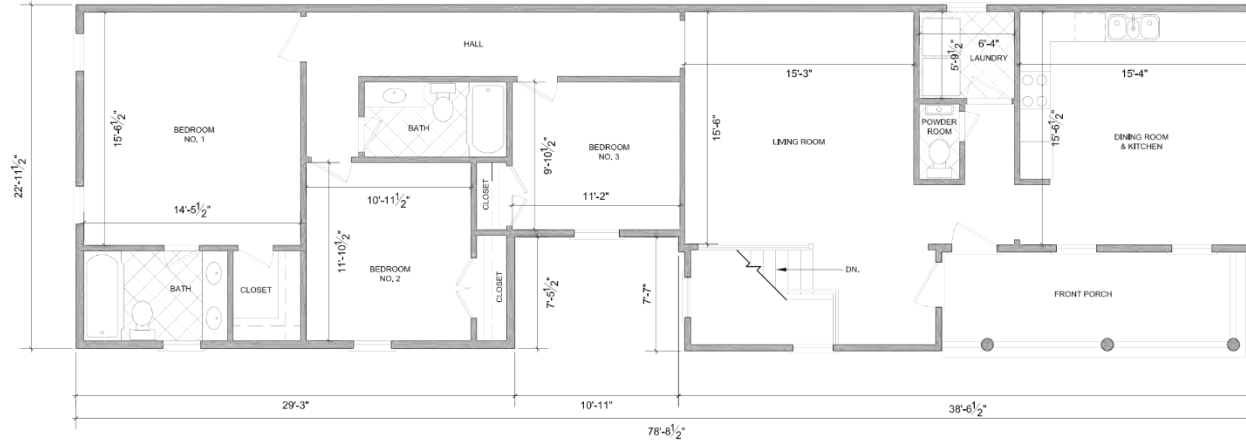 HALL
15'-3"
6'-4"
5'-9½"
LAUNDRY
15'-4"
15'-6½"
BEDROOM
NO. 1
14'-5½"
22'-11½"
BATH
BEDROOM
NO. 3
9'-10½"
11'-2"
CLOSET
10'-11½"
15'-6"
LIVING ROOM
POWDER
ROOM
15'-6½"
DINING ROOM
& KITCHEN
BATH
CLOSET
11'-10½"
BEDROOM
NO. 2
CLOSET
7'-5½"
7'-7"
DN.
FRONT PORCH
29'-3"
10'-11"
38'-6½"
78'-8½"